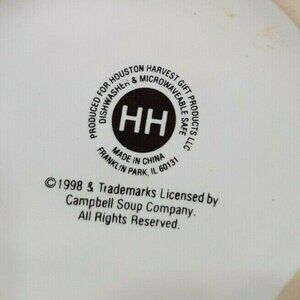 PRODUCED FOR HOUSTON HARVEST GIFT PRODUCTS LLC
DISHWASHER & MICROWAVEABLE SAFE
HH
MADE IN CHINA
FRANKLIN PARK, IL 60131
©1998 & Trademarks Licensed by
Campbell Soup Company.
All Rights Reserved.